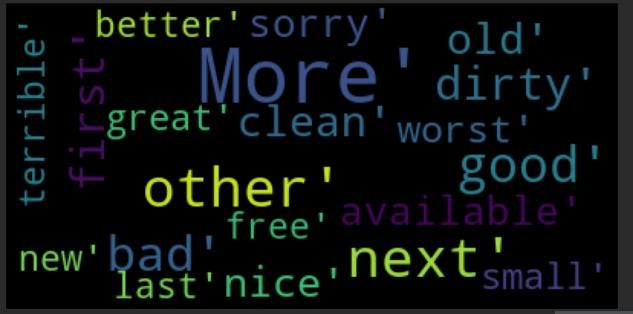 better' sorry'
old'
More'
dirty'
terrible'
first'
great' clean' worst'
good'
other'
available'
free'
new' bad' next'
small'
last' nice'